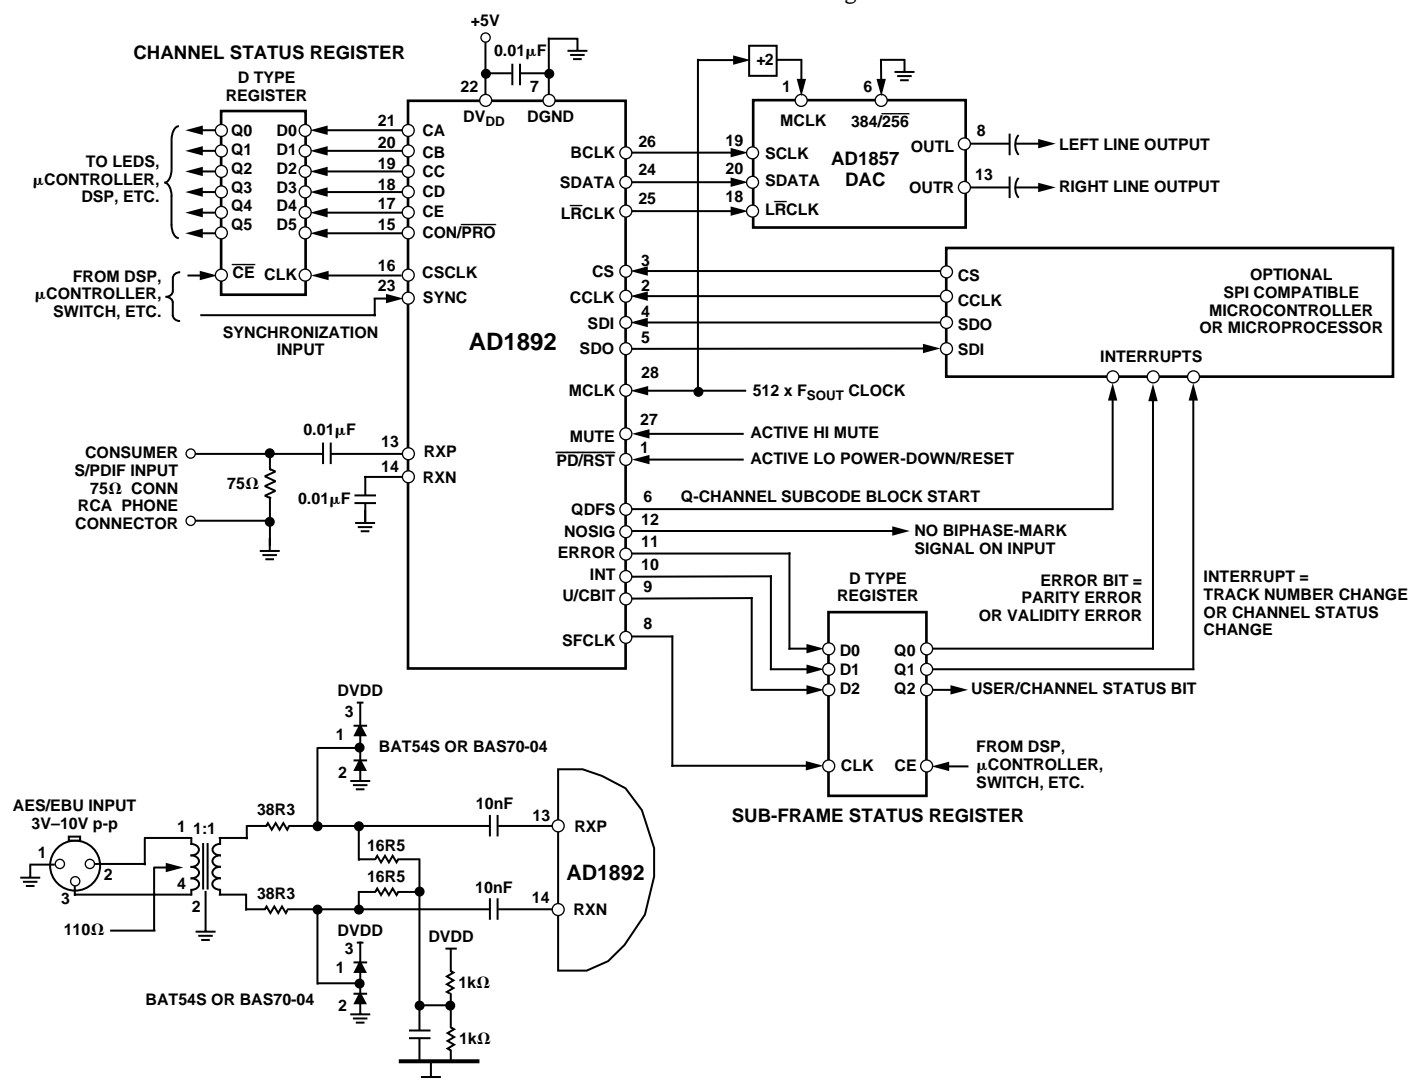 +5V
CHANNEL STATUS REGISTER
0.01µF
D TYPE
REGISTER
22
7
DVDD
DGND
Q0 D0 21 CA
Q1 D1 20 CB
Q2 D2 19 CC
Q3 D3 18 CD
Q4 D4 17 CE
Q5 D5 15 CON/PRO
TO LEDS,
µCONTROLLER,
DSP, ETC.
CE CLK 16 CSCLK
23 SYNC
FROM DSP,
µCONTROLLER,
SWITCH, ETC.
SYNCHRONIZATION
INPUT
AD1892
+2
1
6
MCLK
384/256
BCLK 26 19 SCLK
SDATA 24 20 SDATA
LRCLK 25 18 LRCLK
AD1857
DAC
OUTL 8 LEFT LINE OUTPUT
OUTR 13 RIGHT LINE OUTPUT
CS 3 CS
CCLK 2 CCLK
SDI 4 SDO
SDO 5 SDI
OPTIONAL
SPI COMPATIBLE
MICROCONTROLLER
OR MICROPROCESSOR
INTERRUPTS
MCLK 28 512 x FSOUT CLOCK
MUTE 27 ACTIVE HI MUTE
PD/RST 1 ACTIVE LO POWER-DOWN/RESET
CONSUMER
S/PDIF INPUT
75Ω CONN
RCA PHONE
CONNECTOR
75Ω
0.01µF
13 RXP
14 RXN
0.01µF
QDFS 6 Q-CHANNEL SUBCODE BLOCK START
NOSIG 12 NO BIPHASE-MARK
SIGNAL ON INPUT
ERROR 11
INT 10
U/CBIT 9
SFCLK 8
D TYPE
REGISTER
ERROR BIT =
PARITY ERROR
OR VALIDITY ERROR
INTERRUPT =
TRACK NUMBER CHANGE
OR CHANNEL STATUS
CHANGE
D0 Q0
D1 Q1
D2 Q2 USER/CHANNEL STATUS BIT
CLK CE
FROM DSP,
µCONTROLLER,
SWITCH, ETC.
SUB-FRAME STATUS REGISTER
DVDD
3
1
2
BAT54S OR BAS70-04
AES/EBU INPUT
3V–10V p-p
1
2
3
110Ω
1 1:1
4
2
38R3
38R3
16R5
16R5
10nF
10nF
13 RXP
AD1892
14 RXN
DVDD
3
1
2
BAT54S OR BAS70-04
DVDD
1kΩ
1kΩ